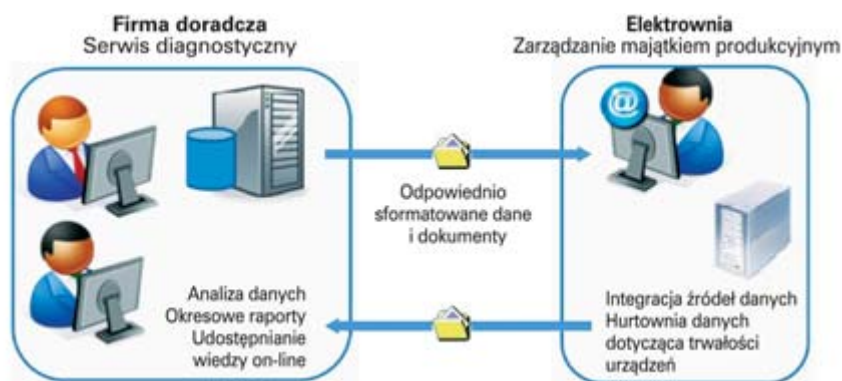 Firma doradcza
Serwis diagnostyczny
Elektrownia
Zarządzanie majątkiem produkcyjnym
@
Odpowiednio
sformatowane dane
i dokumenty
Analiza danych
Okresowe raporty
Udostępnianie
wiedzy on-line
Integracja źródeł danych
Hurtownia danych
dotycząca trwałości
urządzeń